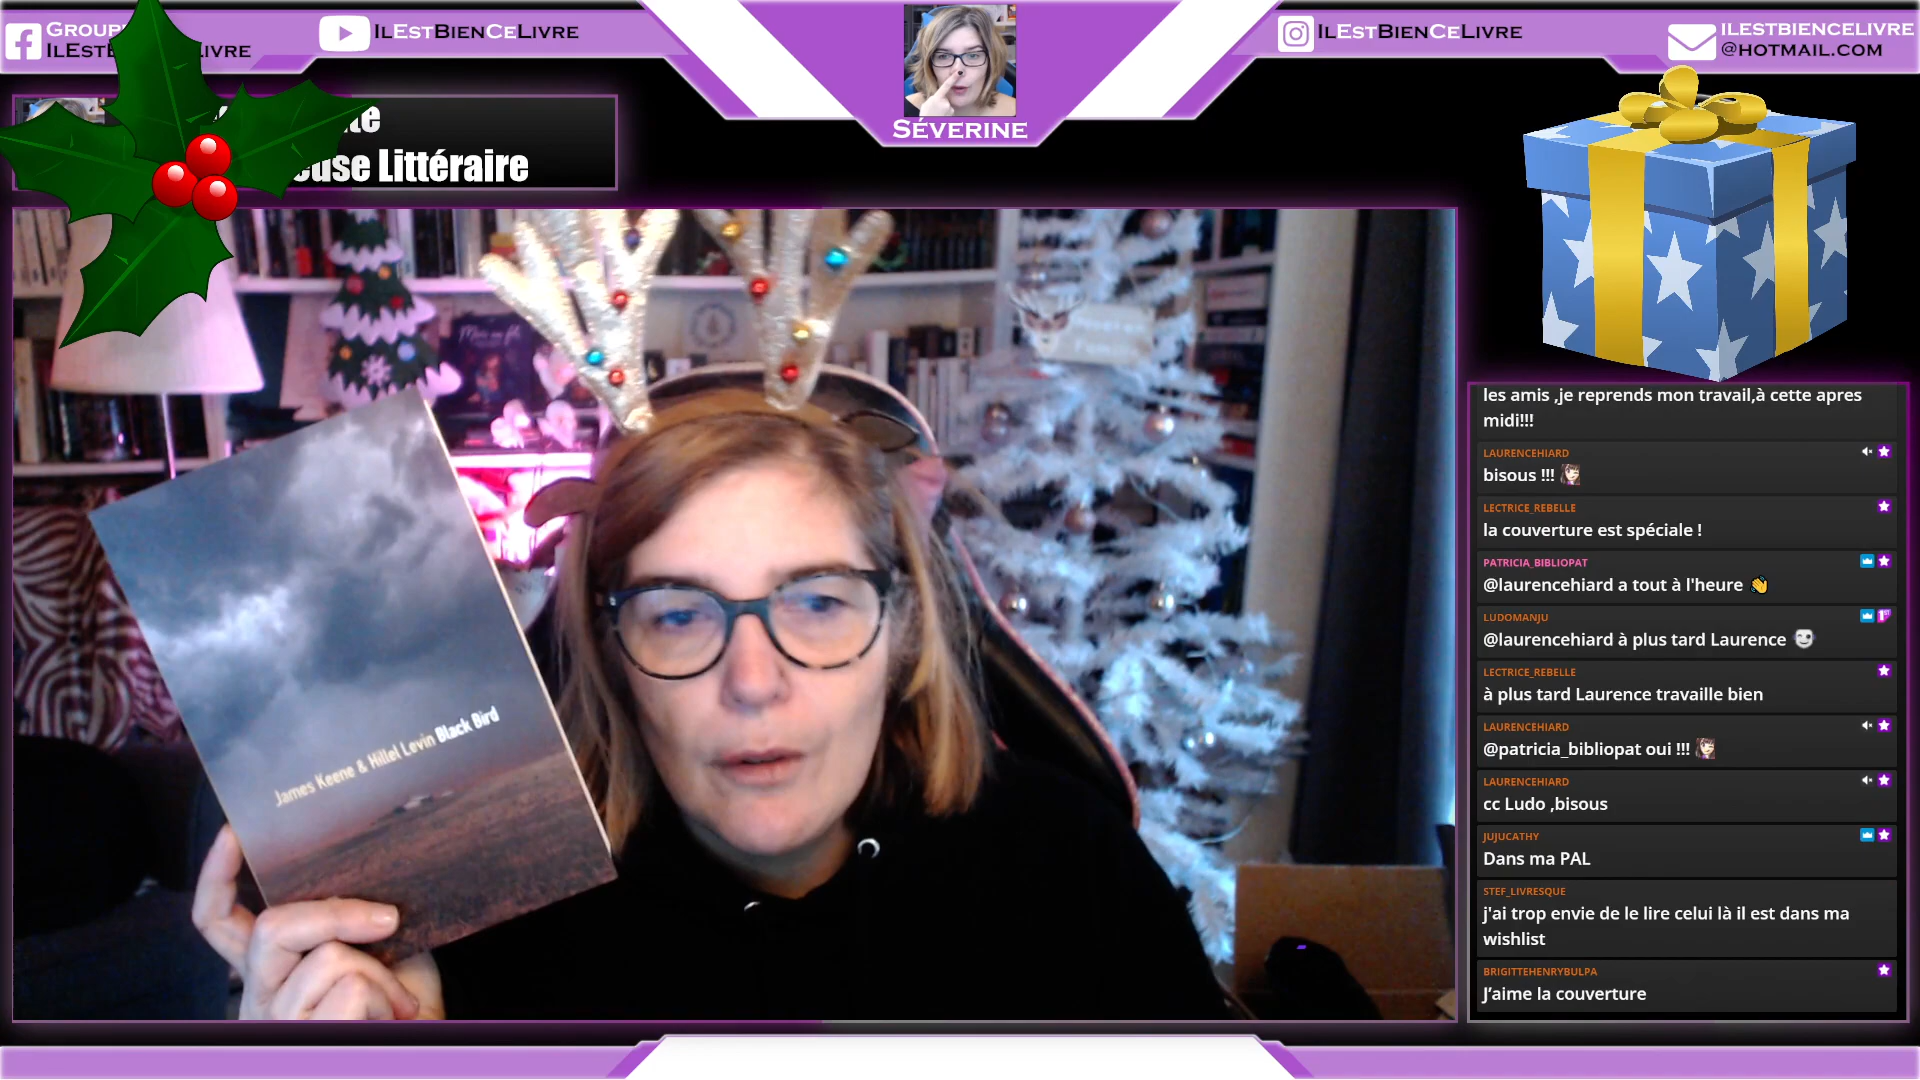 ILESTBIENCELIVRE
ILESTBIENCELIVRE
ILESTBIENCELIVRE
@HOTMAIL.COM
SÉVERINE
Littéraire
James Keene & Hillel Levin Black Bird
les amis ,je reprends mon travail,à cette apres
midi!!!
LAURENCEHIARD
bisous !!!
LECTRICE_REBELLE
la couverture est spéciale !
PATRICIA_BIBLIOPAT
@laurencehiard a tout à l'heure 👏
LUDOMANJU
@laurencehiard à plus tard Laurence
LECTRICE_REBELLE
à plus tard Laurence travaille bien
LAURENCEHIARD
@patricia_bibliopat oui !!!
LAURENCEHIARD
cc Ludo ,bisous
JUJUCATHY
Dans ma PAL
STEF_LIVRESQUE
j'ai trop envie de le lire celui là il est dans ma
wishlist
BRIGITTEHENRYBULPA
J'aime la couverture